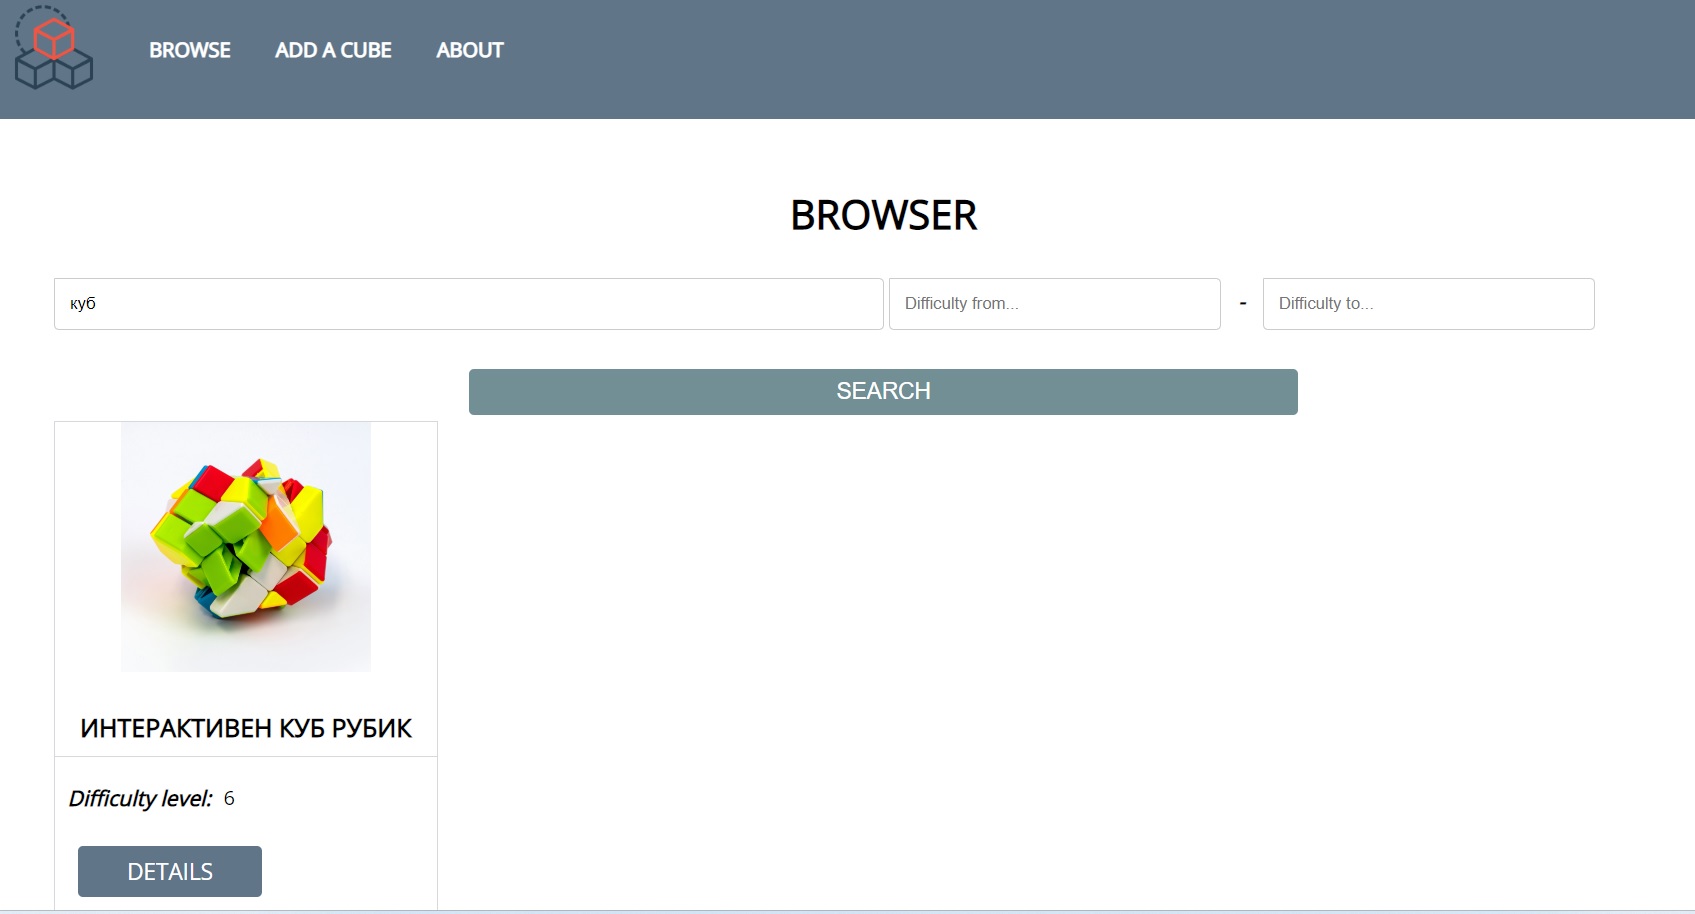 BROWSE ADD A CUBE ABOUT
BROWSER
куб Difficulty from... - Difficulty to...
SEARCH
ИНТЕРАКТИВЕН КУБ РУБИК
Difficulty level: 6
DETAILS